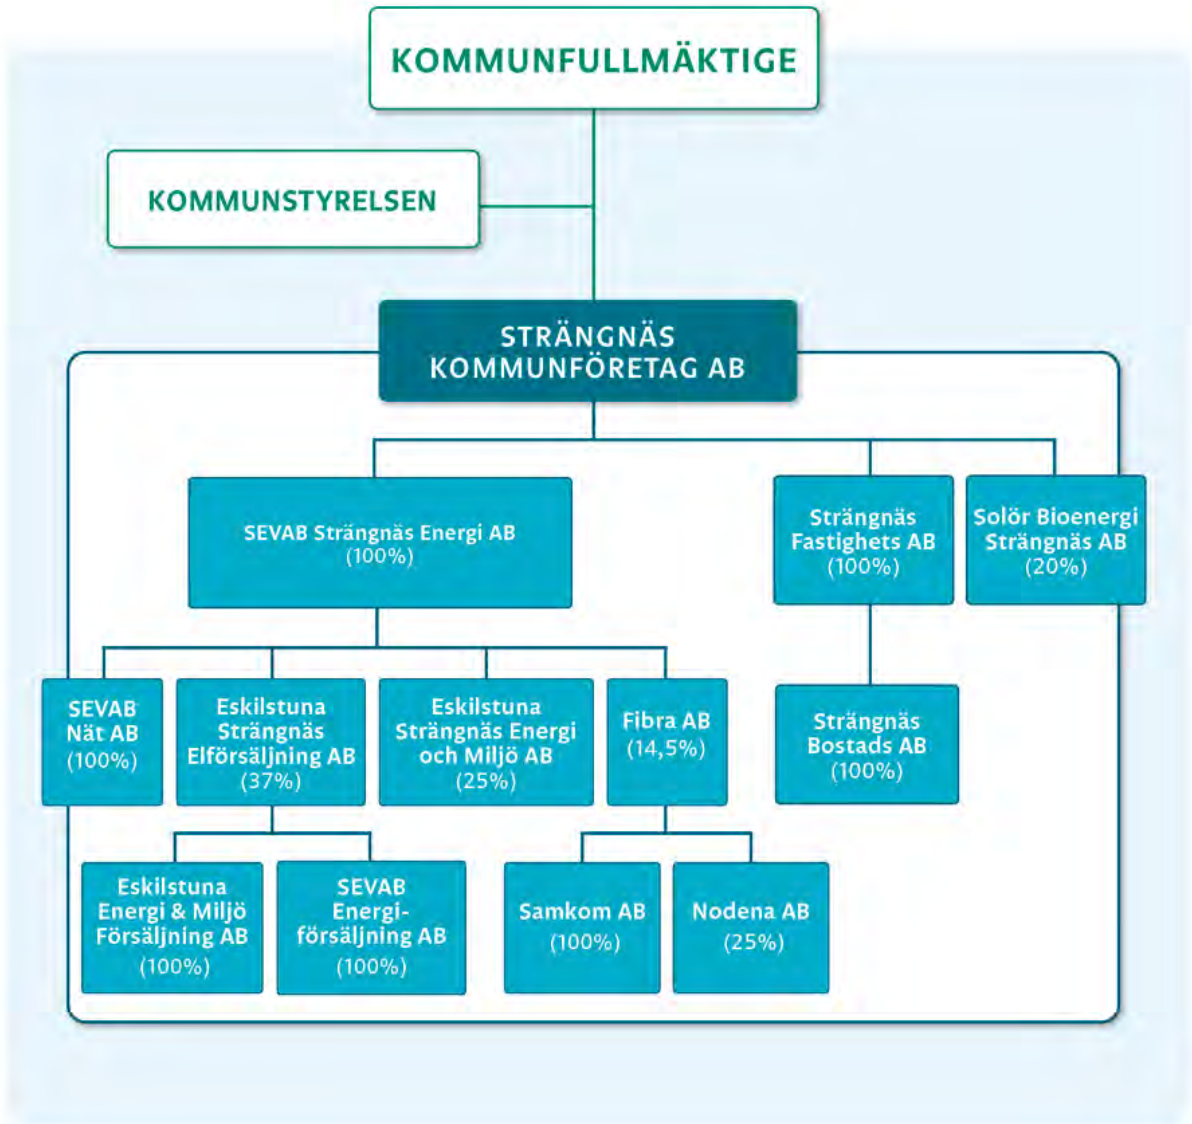 KOMMUNFULLMÄKTIGE
KOMMUNSTYRELSEN
STRÄNGNÄS
KOMMUNFÖRETAG AB
SEVAB Strängnäs Energi AB
(100%)
Strängnäs
Fastighets AB
(100%)
Solör Bioenergi
Strängnäs AB
(20%)
SEVAB
Nät AB
(100%)
Eskilstuna
Strängnäs
Elförsäljning AB
(37%)
Eskilstuna
Strängnäs Energi
och Miljö AB
(25%)
Fibra AB
(14,5%)
Strängnäs
Bostads AB
(100%)
Eskilstuna
Energi & Miljö
Försäljning AB
(100%)
SEVAB
Energi-
försäljning AB
(100%)
Samkom AB
(100%)
Nodena AB
(25%)